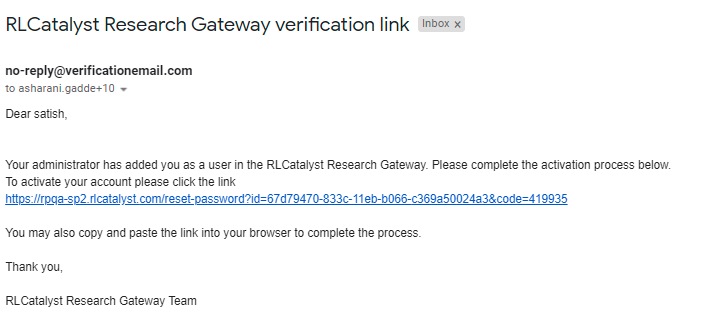 RLCatalyst Research Gateway verification link Inbox x
no-reply@verificationemail.com
to asharani.gadde+10
Dear satish,
Your administrator has added you as a user in the RLCatalyst Research Gateway. Please complete the activation process below.
To activate your account please click the link
https://rpqa-sp2.rlcatalyst.com/reset-password?id=67d79470-833c-11eb-b066-c369a50024a3&code=419935
You may also copy and paste the link into your browser to complete the process.
Thank you,
RLCatalyst Research Gateway Team